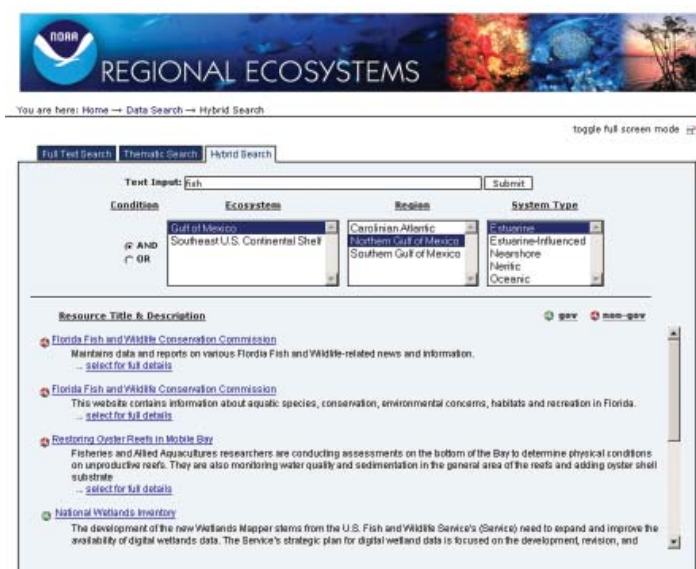 NOAA
REGIONAL ECOSYSTEMS
You are here: Home → Data Search → Hybrid Search
toggle full screen mode
Full Text Search Thematic Search Hybrid Search
Text Input: fish Submit
Condition Ecosystem Region System Type
AND
OR
Gulf of Mexico
Southeast U.S. Continental Shelf
Carolinian Atlantic
Northern Gulf of Mexico
Southern Gulf of Mexico
Estuarine
Estuarine-Influenced
Nearshore
Neritic
Oceanic
Resource Title & Description gov non-gov
Florida Fish and Wildlife Conservation Commission
Maintains data and reports on various Flordia Fish and Wildlife-related news and information.
... select for full details
Florida Fish and Wildlife Conservation Commission
This website contains information about aquatic species, conservation, environmental concerns, habitats and recreation in Florida.
... select for full details
Restoring Oyster Reefs in Mobile Bay
Fisheries and Allied Aquacultures researchers are conducting assessments on the bottom of the Bay to determine physical conditions
on unproductive reefs. They are also monitoring water quality and sedimentation in the general area of the reefs and adding oyster shell
substrate
... select for full details
National Wetlands Inventory
The development of the new Wetlands Mapper stems from the U.S. Fish and Wildlife Service's (Service) need to expand and improve the
availability of digital wetlands data. The Service's strategic plan for digital wetland data is focused on the development, revision, and